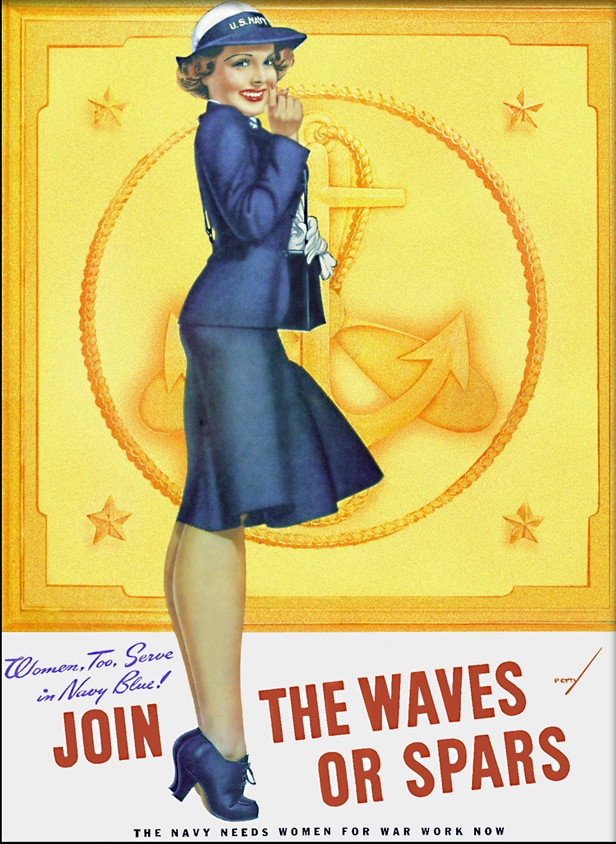 U.S. NAVY
Women, Too, Serve
in Navy Blue!
JOIN THE WAVES
OR SPARS
PETTY
THE NAVY NEEDS WOMEN FOR WAR WORK NOW